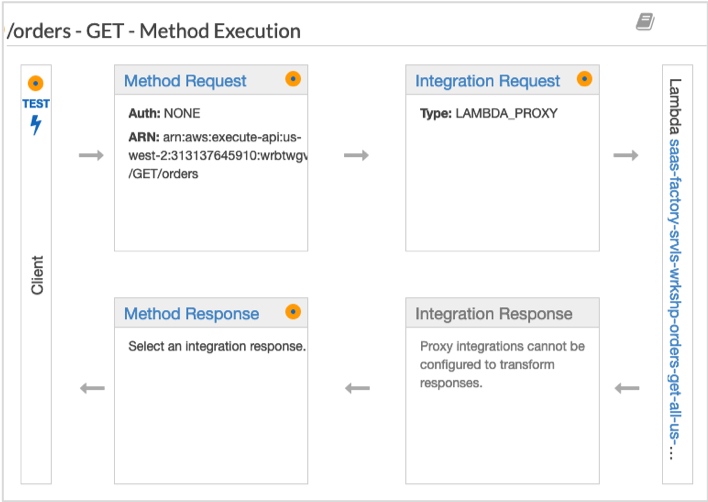 /orders - GET - Method Execution
TEST
Client
Method Request
Auth: NONE
ARN: arn:aws:execute-api:us-
west-2:313137645910:wrbtwgv
/GET/orders
Integration Request
Type: LAMBDA_PROXY
Lambda saas-factory-srvls-wrkshp-orders-get-all-us-...
Method Response
Select an integration response.
Integration Response
Proxy integrations cannot be
configured to transform
responses.